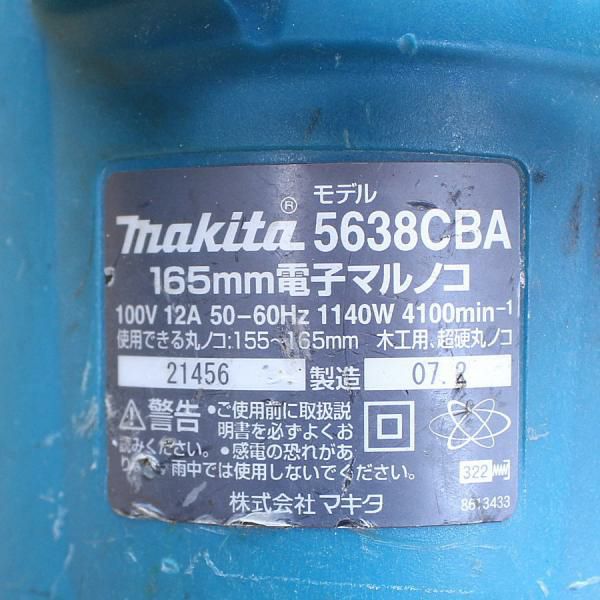 モデル
makita® 5638CBA
165mm電子マルノコ
100V 12A 50-60Hz 1140W 4100min⁻¹
使用できる丸ノコ:155~165mm 木工用、超硬丸ノコ
21456 製造 07.2
警告 ・ご使用前に取扱説
明書を必ずよくお
読みください。・感電の恐れがあ
り 雨中では使用しないでください。
322
株式会社 マキタ
8613433